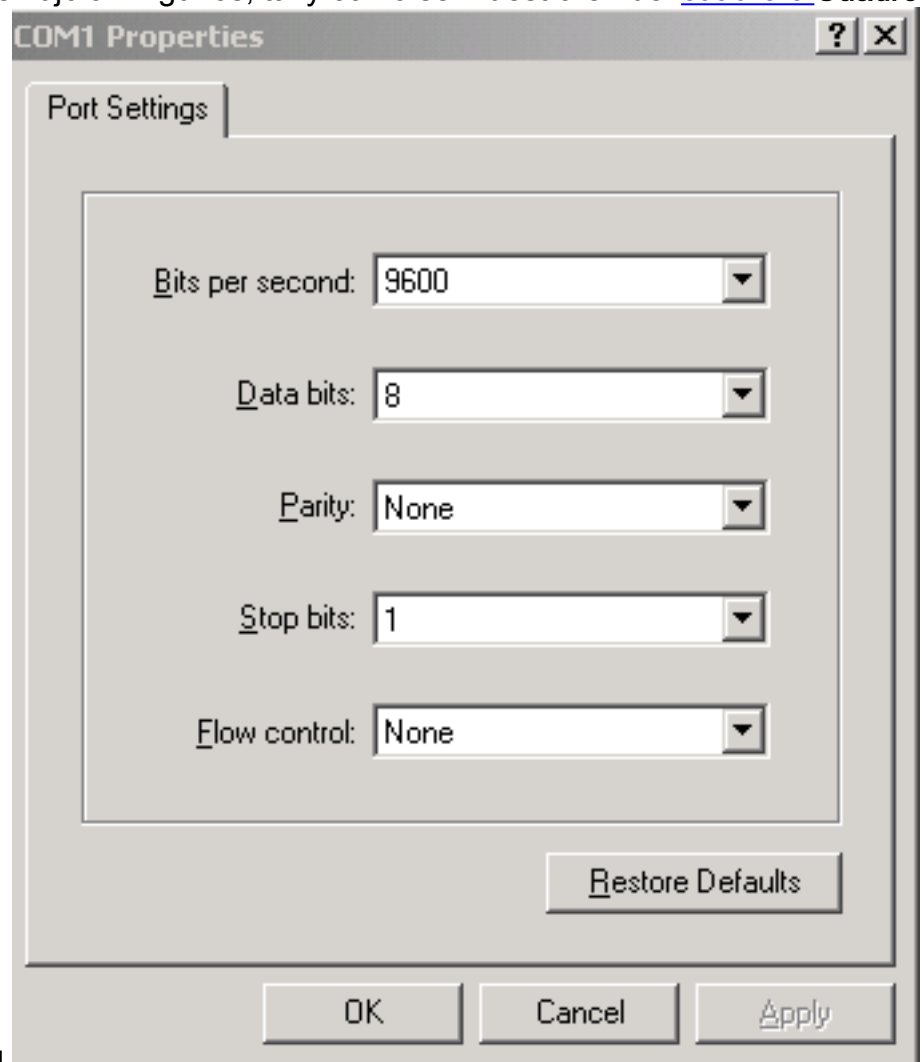 COM1 Properties
Port Settings
Bits per second: 9600
Data bits: 8
Parity: None
Stop bits: 1
Flow control: None
Restore Defaults
OK Cancel Apply